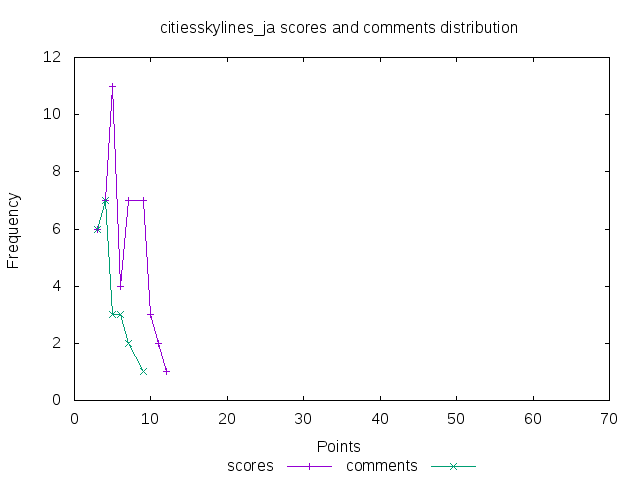 citiesskylines_ja scores and comments distribution
12
10
8
6
4
2
0
Frequency
0 10 20 30 40 50 60 70
Points
scores comments